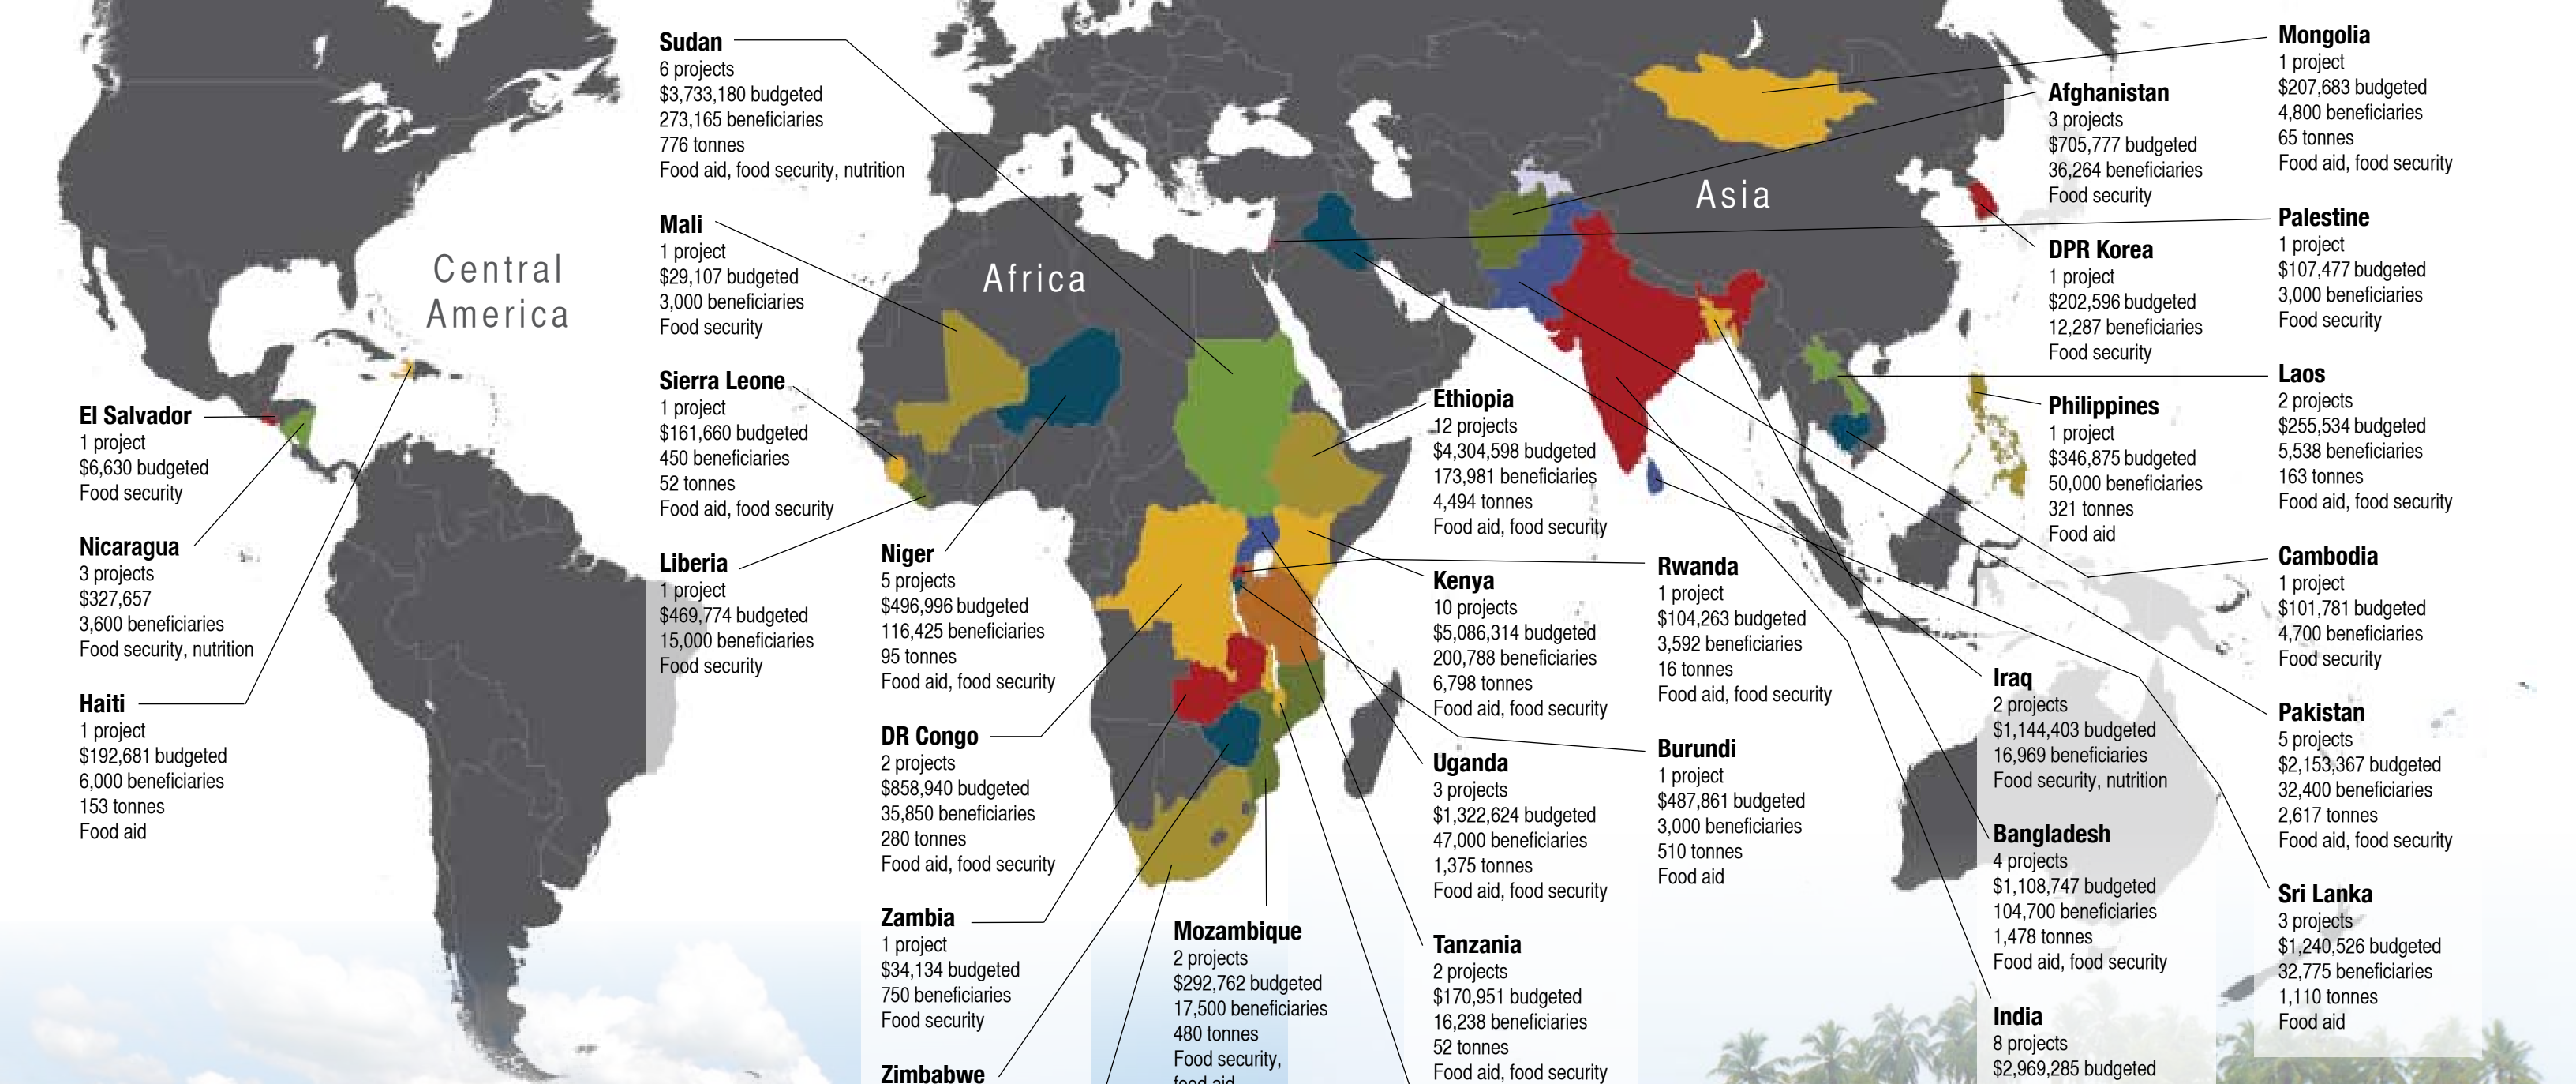 Central
America
Africa
Asia
El Salvador
1 project
$6,630 budgeted
Food security
Nicaragua
3 projects
$327,657
3,600 beneficiaries
Food security, nutrition
Haiti
1 project
$192,681 budgeted
6,000 beneficiaries
153 tonnes
Food aid
Sudan
6 projects
$3,733,180 budgeted
273,165 beneficiaries
776 tonnes
Food aid, food security, nutrition
Mali
1 project
$29,107 budgeted
3,000 beneficiaries
Food security
Sierra Leone
1 project
$161,660 budgeted
450 beneficiaries
52 tonnes
Food aid, food security
Liberia
1 project
$469,774 budgeted
15,000 beneficiaries
Food security
Niger
5 projects
$496,996 budgeted
116,425 beneficiaries
95 tonnes
Food aid, food security
DR Congo
2 projects
$858,940 budgeted
35,850 beneficiaries
280 tonnes
Food aid, food security
Zambia
1 project
$34,134 budgeted
750 beneficiaries
Food security
Zimbabwe
Mozambique
2 projects
$292,762 budgeted
17,500 beneficiaries
480 tonnes
Food security,
food aid
Ethiopia
12 projects
$4,304,598 budgeted
173,981 beneficiaries
4,494 tonnes
Food aid, food security
Kenya
10 projects
$5,086,314 budgeted
200,788 beneficiaries
6,798 tonnes
Food aid, food security
Uganda
3 projects
$1,322,624 budgeted
47,000 beneficiaries
1,375 tonnes
Food aid, food security
Tanzania
2 projects
$170,951 budgeted
16,238 beneficiaries
52 tonnes
Food aid, food security
Rwanda
1 project
$104,263 budgeted
3,592 beneficiaries
16 tonnes
Food aid, food security
Burundi
1 project
$487,861 budgeted
3,000 beneficiaries
510 tonnes
Food aid
Afghanistan
3 projects
$705,777 budgeted
36,264 beneficiaries
Food security
DPR Korea
1 project
$202,596 budgeted
12,287 beneficiaries
Food security
Philippines
1 project
$346,875 budgeted
50,000 beneficiaries
321 tonnes
Food aid
Iraq
2 projects
$1,144,403 budgeted
16,969 beneficiaries
Food security, nutrition
Bangladesh
4 projects
$1,108,747 budgeted
104,700 beneficiaries
1,478 tonnes
Food aid, food security
India
8 projects
$2,969,285 budgeted
Mongolia
1 project
$207,683 budgeted
4,800 beneficiaries
65 tonnes
Food aid, food security
Palestine
1 project
$107,477 budgeted
3,000 beneficiaries
Food security
Laos
2 projects
$255,534 budgeted
5,538 beneficiaries
163 tonnes
Food aid, food security
Cambodia
1 project
$101,781 budgeted
4,700 beneficiaries
Food security
Pakistan
5 projects
$2,153,367 budgeted
32,400 beneficiaries
2,617 tonnes
Food aid, food security
Sri Lanka
3 projects
$1,240,526 budgeted
32,775 beneficiaries
1,110 tonnes
Food aid